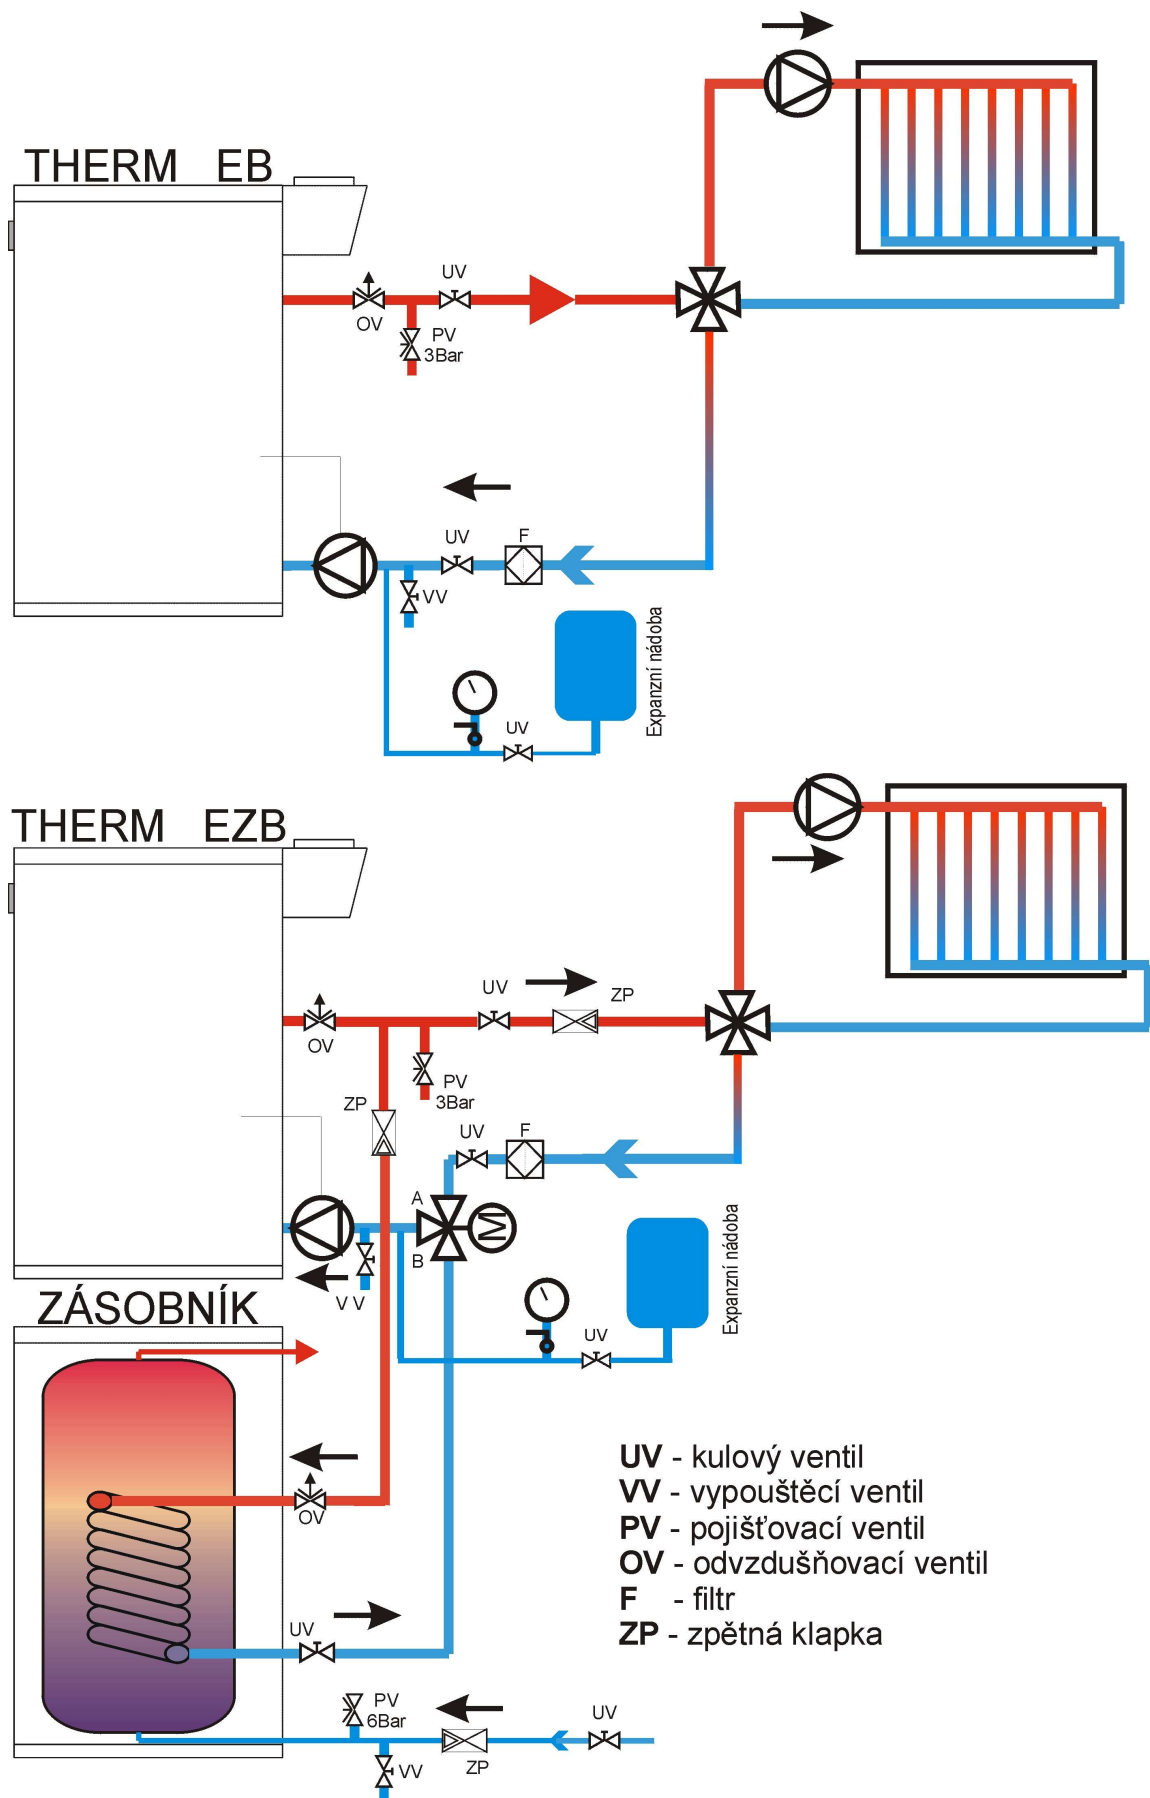 THERM EB
UV
OV
PV
3Bar
UV
F
VV
UV
Expanzní nádoba
THERM EZB
UV
ZP
OV
PV
3Bar
ZP
UV
F
A
B
M
V V
UV
Expanzní nádoba
ZÁSOBNÍK
OV
UV
PV
6Bar
UV
ZP
VV
UV - kulový ventil
VV - vypouštěcí ventil
PV - pojišťovací ventil
OV - odvzdušňovací ventil
F - filtr
ZP - zpětná klapka